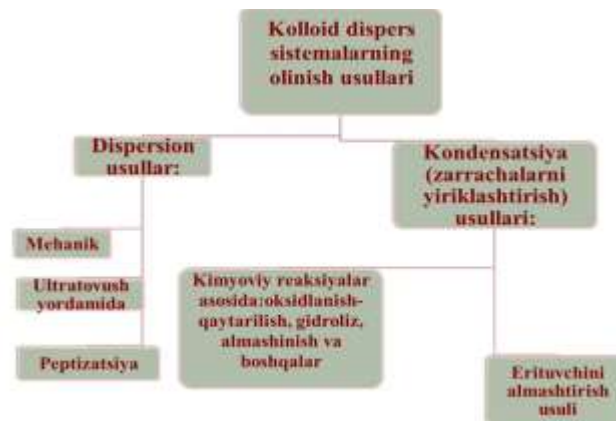 Kolloid dispers
sistemalarning
olinish usullari
Dispersion
usullar:
Mehanik
Ultratovush
yordamida
Peptizatsiya
Kondensatsiya
(zarrachalarni
yiriklashtirish)
usullari:
Kimyoviy reaksiyalar
asosida:oksidlanish-
qaytarilish, gidroliz,
almashinish va
boshqalar
Erituvchini
almashtirish
usuli